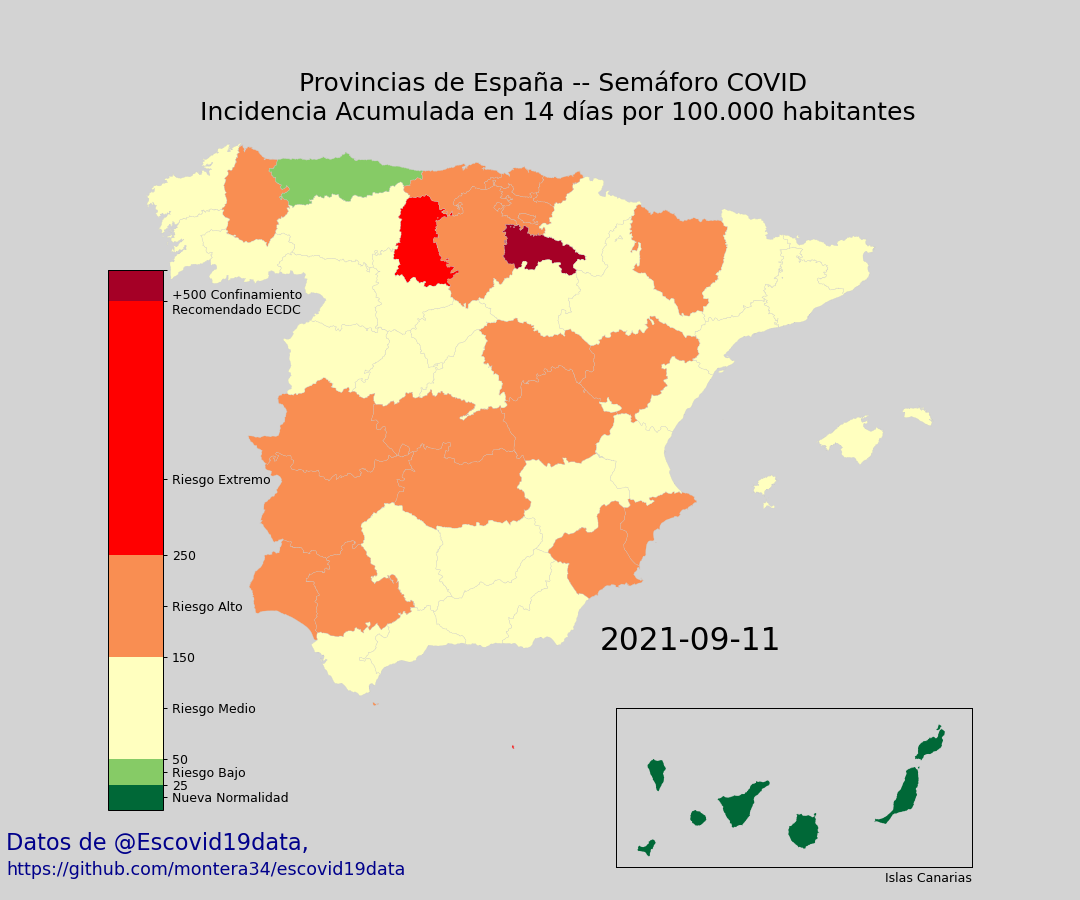 Provincias de España -- Semáforo COVID
Incidencia Acumulada en 14 días por 100.000 habitantes
+500 Confinamiento
Recomendado ECDC
Riesgo Extremo
250
Riesgo Alto
150
Riesgo Medio
50
Riesgo Bajo
25
Nueva Normalidad
2021-09-11
Islas Canarias
Datos de @Escovid19data,
https://github.com/montera34/escovid19data